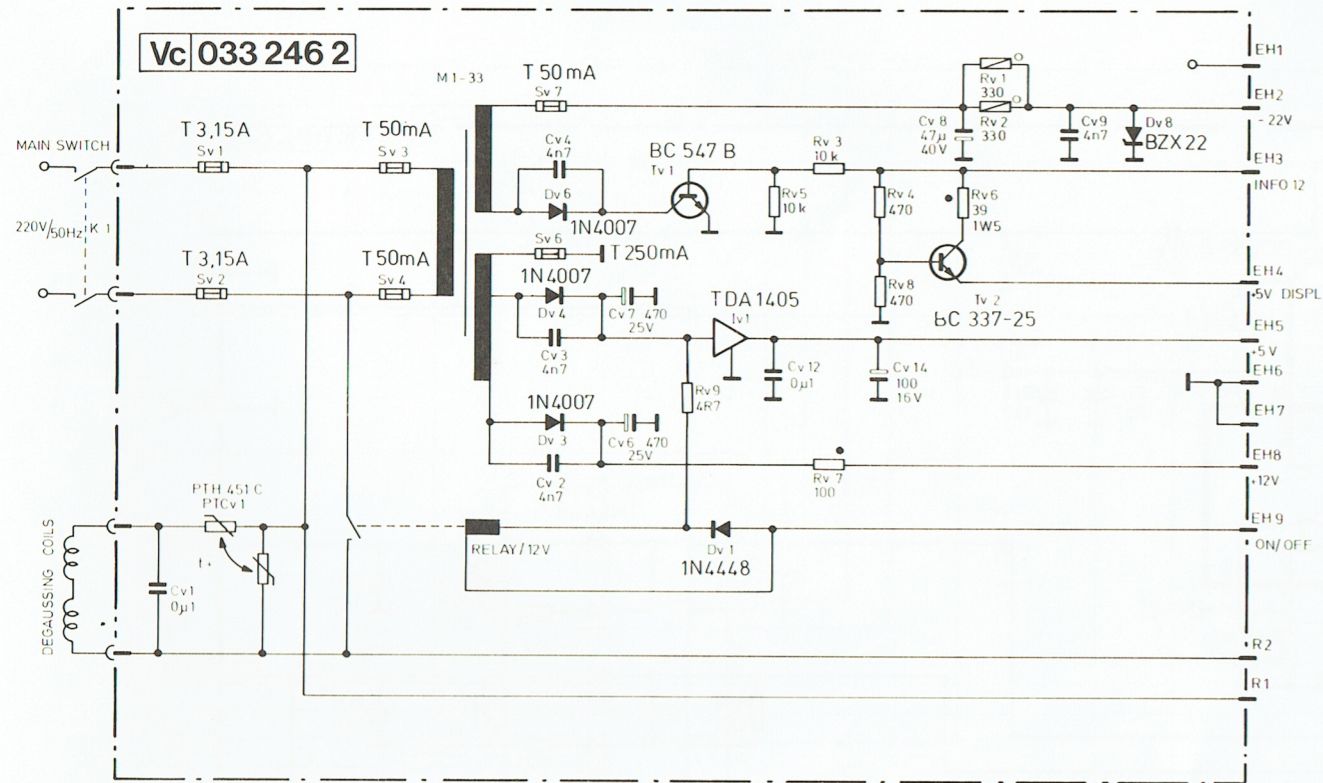 Vc 033 246 2
MAIN SWITCH
220V/50Hz
K 1
T 3,15A
Sv 1
T 3,15A
Sv 2
T 50mA
Sv 3
T 50mA
Sv 4
M 1-33
T 50 mA
Sv 7
Cv 4
4n7
Dv 6
1N4007
BC 547 B
Tv 1
Rv 5
10 k
Rv 3
10 k
Cv 8
47µ
40V
Rv 1
330
Rv 2
330
Cv 9
4n7
Dv 8
BZX 22
Rv 4
470
Rv 6
39
1W5
Rv 8
470
Tv 2
BC 337-25
Sv 6
T 250mA
1N4007
Dv 4
Cv 3
4n7
Cv 7 470
25V
TDA 1405
Iv1
Cv 12
0µ1
Cv 14
100
16V
Rv 9
4R7
1N4007
Dv 3
Cv 2
4n7
Cv 6 470
25V
Rv 7
100
RELAY/12V
Dv 1
1N4448
PTH 451 C
PTCv 1
t+
Cv1
0µ1
DEGAUSSING COILS
EH1
EH2
- 22V
EH3
INFO 12
EH4
+5V DISPL
EH5
+5 V
EH6
EH7
EH8
+12V
EH 9
ON/OFF
R 2
R 1